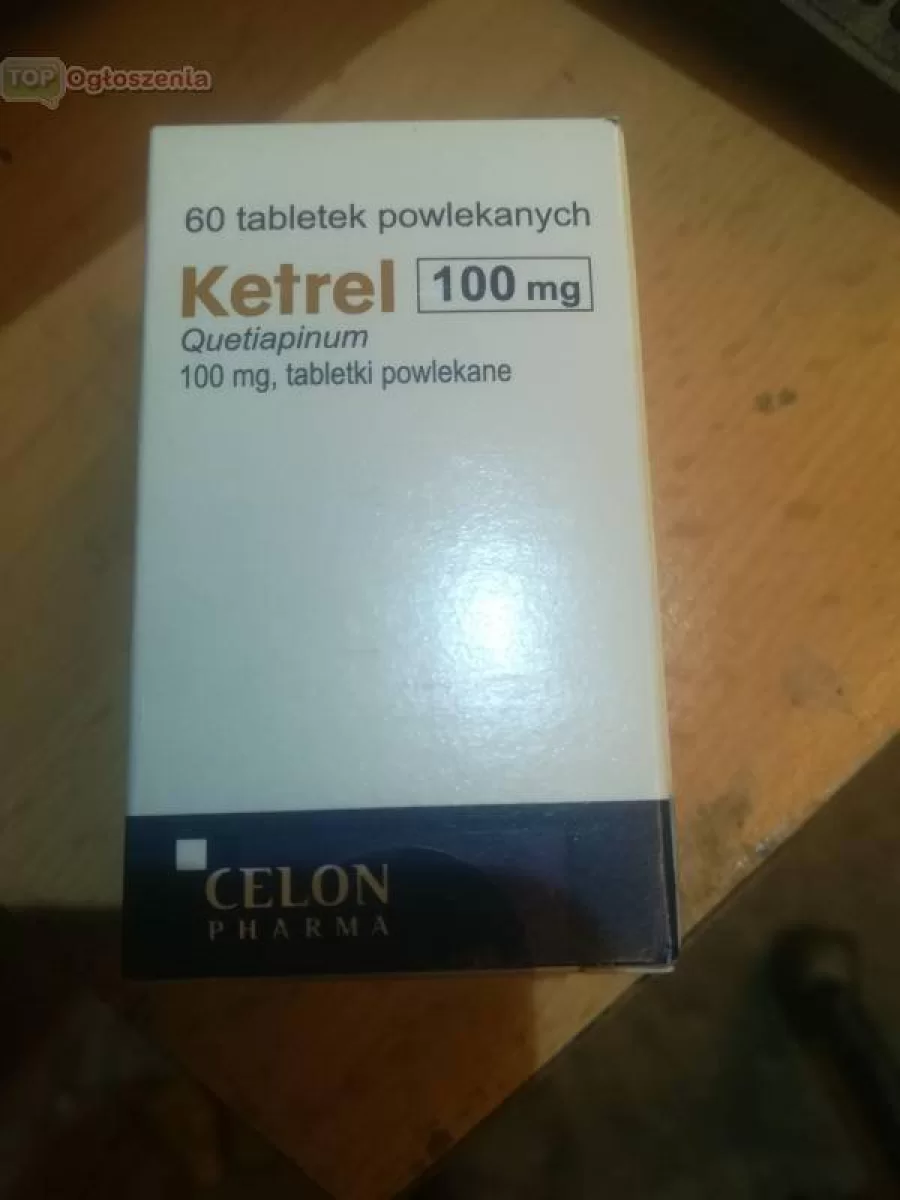 TOP Ogłoszenia
60 tabletek powlekanych
Ketrel 100 mg
Quetiapinum
100 mg, tabletki powlekane
CELON
PHARMA